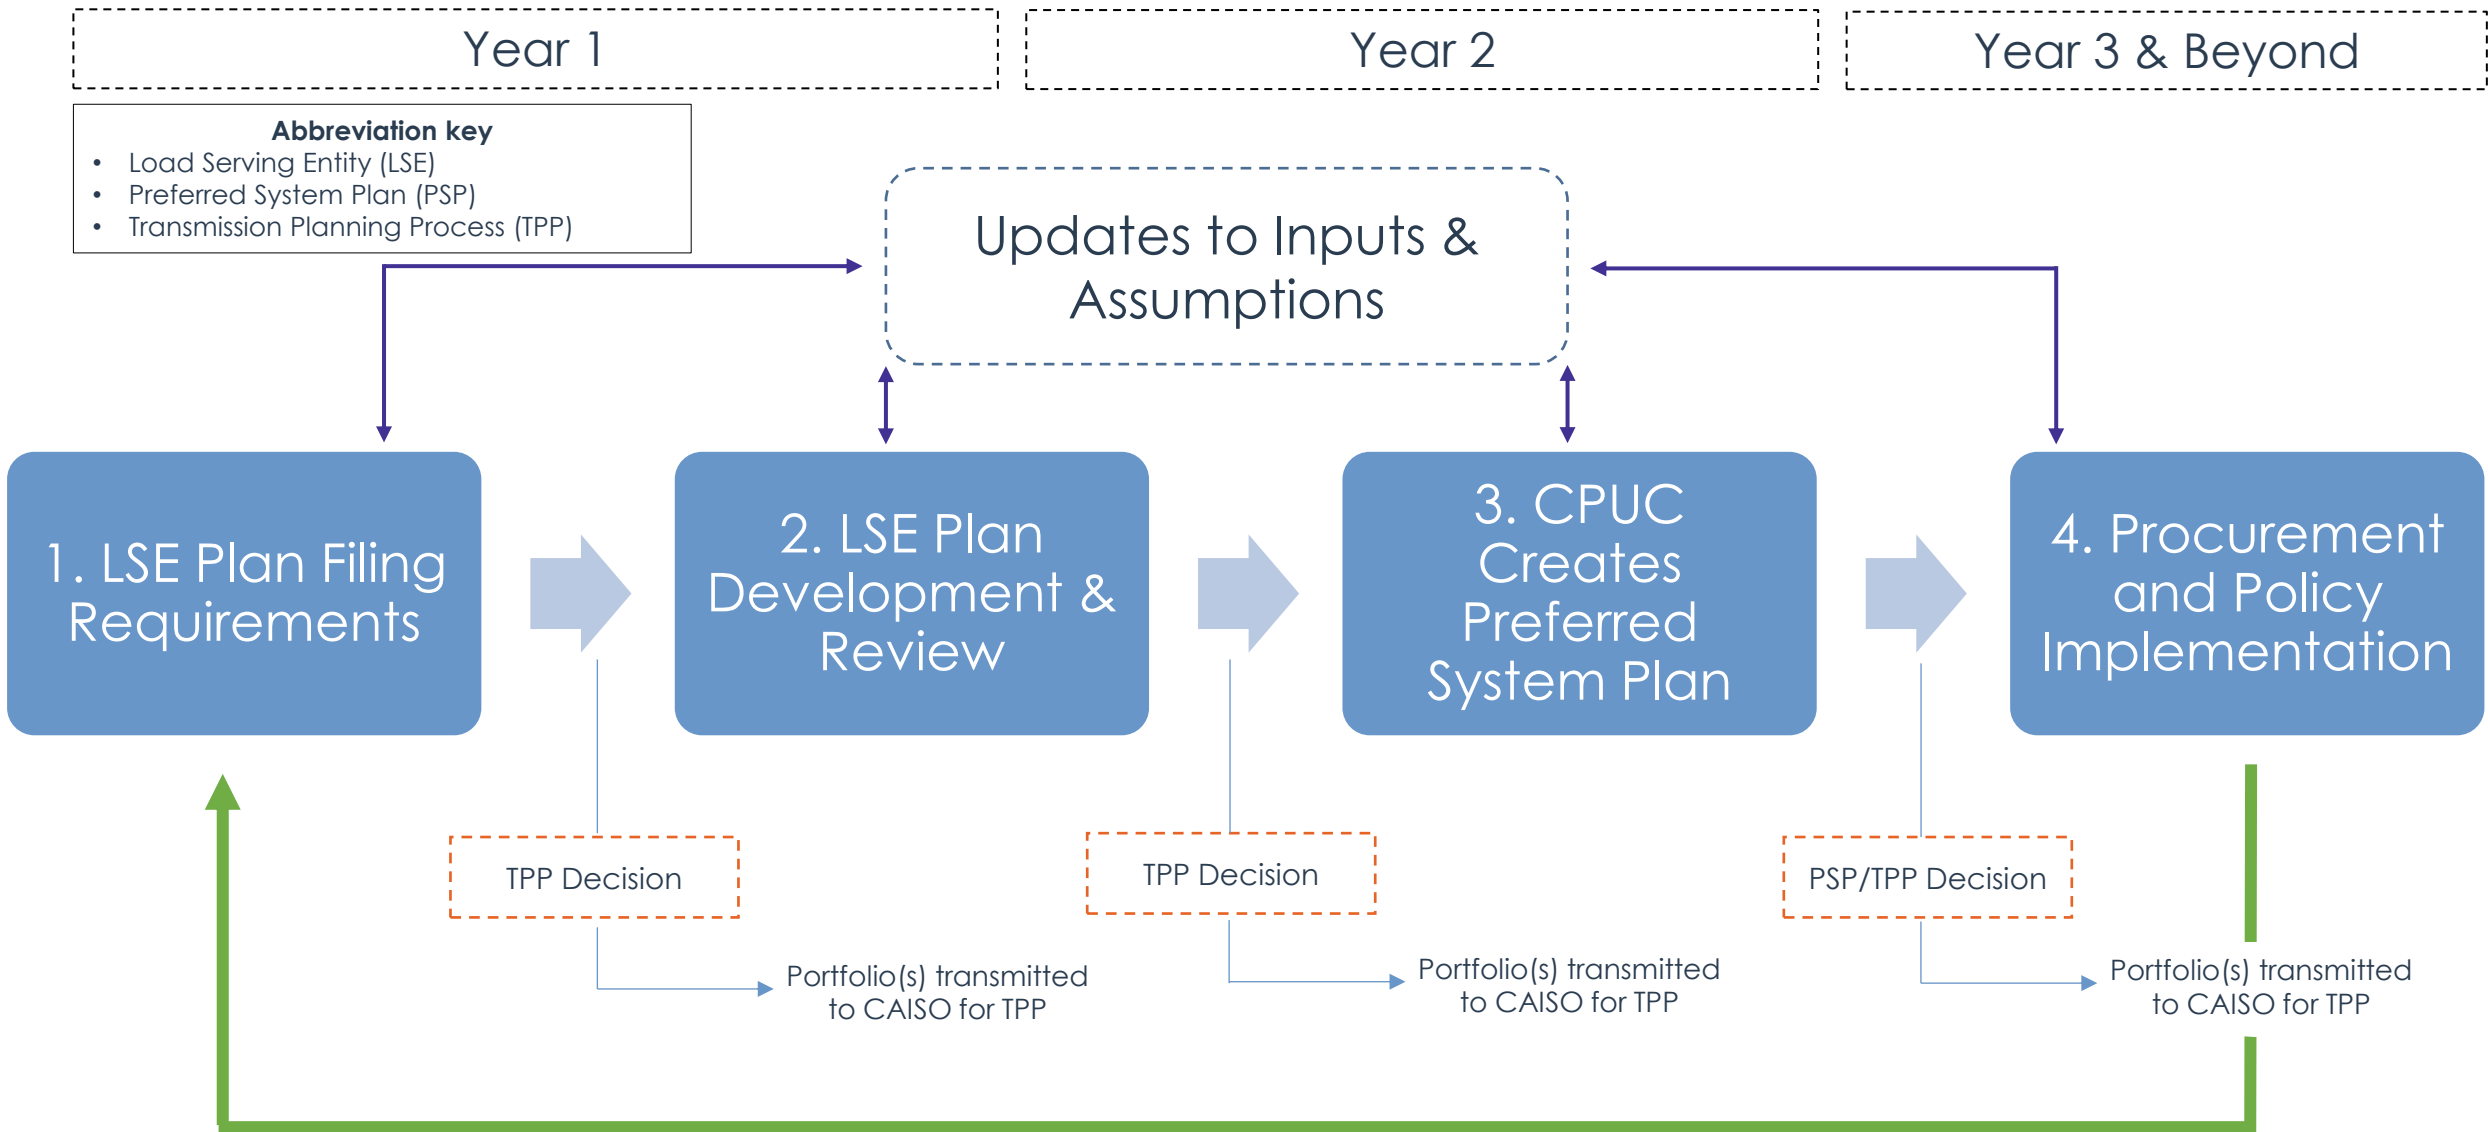 Year 1
Year 2
Year 3 & Beyond
Abbreviation key
• Load Serving Entity (LSE)
• Preferred System Plan (PSP)
• Transmission Planning Process (TPP)
Updates to Inputs &
Assumptions
1. LSE Plan Filing
Requirements
2. LSE Plan
Development &
Review
3. CPUC
Creates
Preferred
System Plan
4. Procurement
and Policy
Implementation
TPP Decision
TPP Decision
PSP/TPP Decision
Portfolio(s) transmitted
to CAISO for TPP
Portfolio(s) transmitted
to CAISO for TPP
Portfolio(s) transmitted
to CAISO for TPP